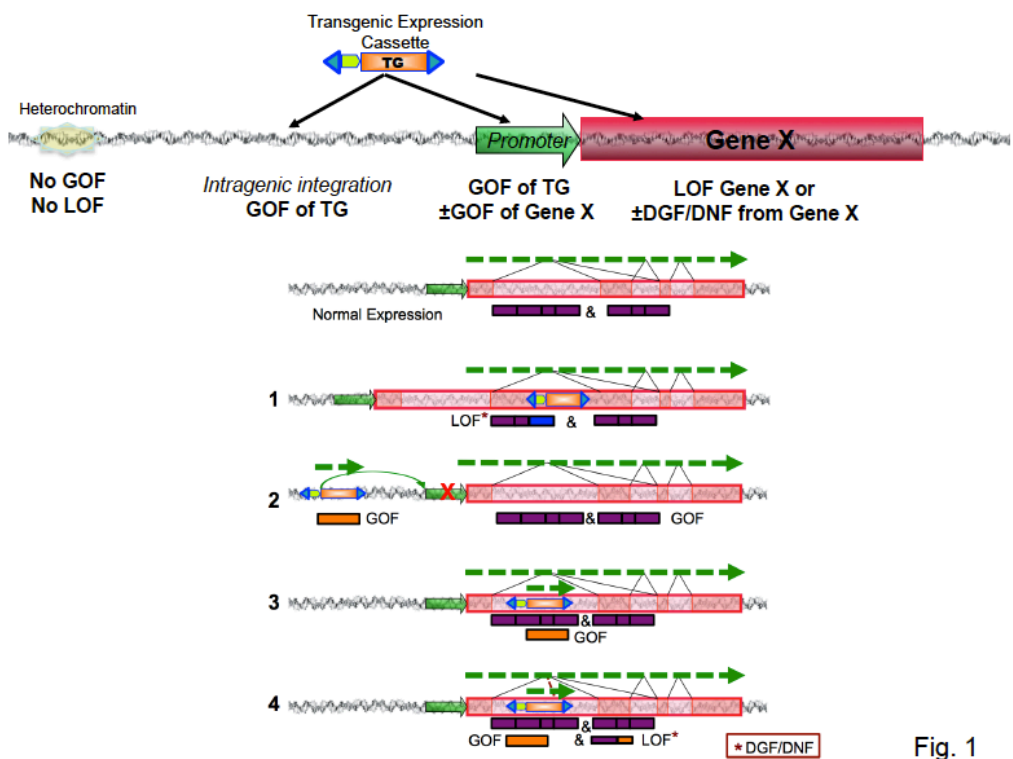 Transgenic Expression
Cassette
TG
Heterochromatin
Promoter
Gene X
No GOF
No LOF
Intragenic integration
GOF of TG
GOF of TG
±GOF of Gene X
LOF Gene X or
±DGF/DNF from Gene X
Normal Expression
&
1
LOF*
&
2
X
GOF
&
GOF
3
&
GOF
4
&
GOF
&
LOF*
* DGF/DNF
Fig. 1